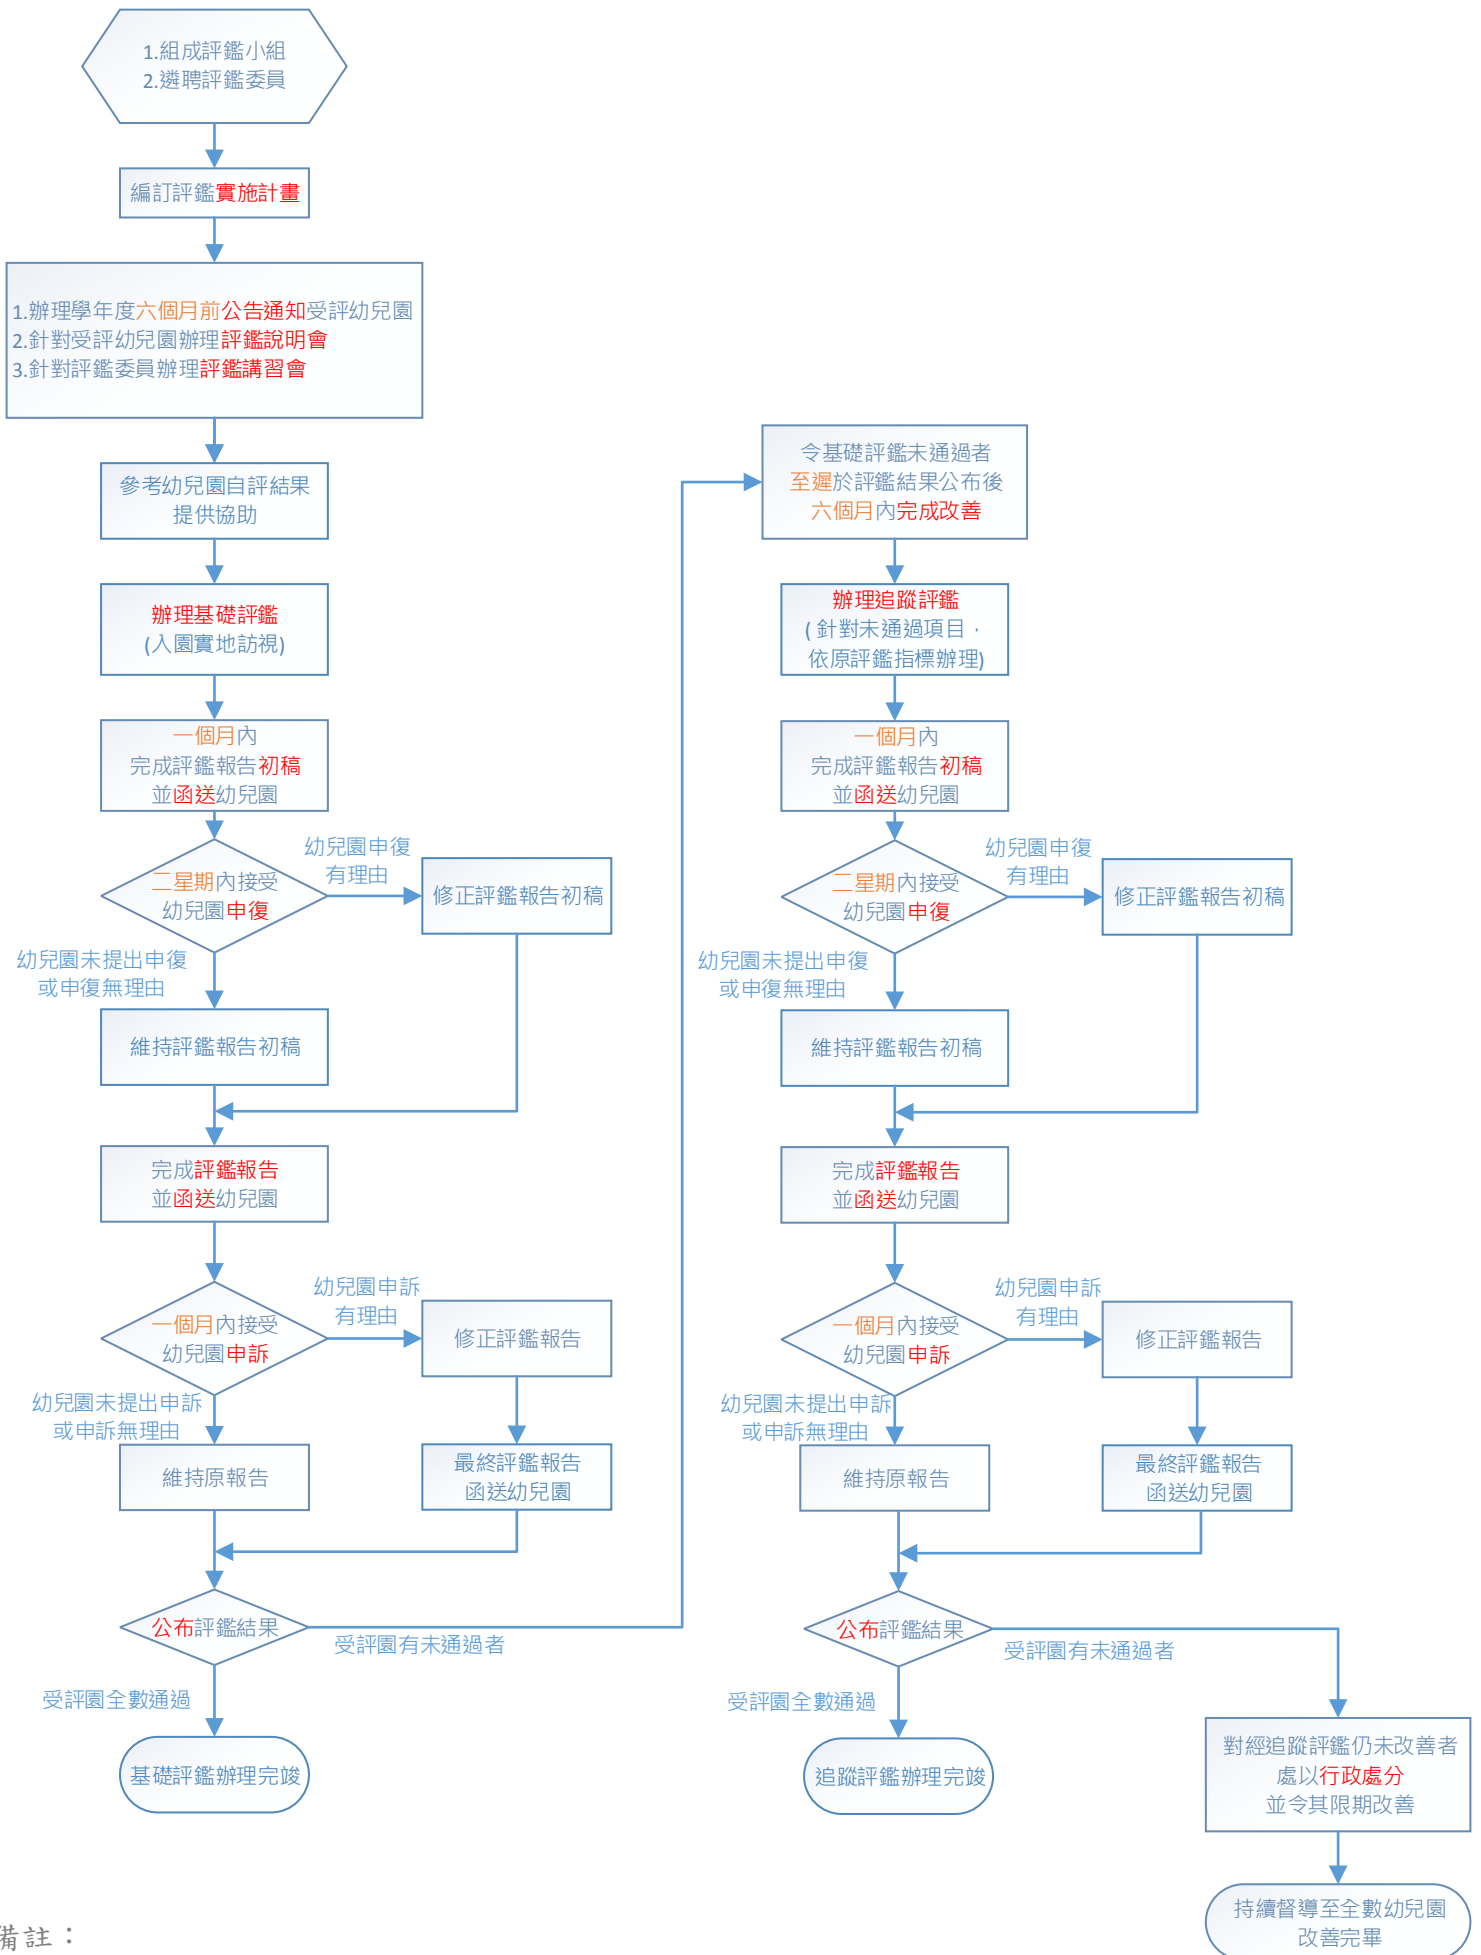 1.組成評鑑小組
2.遴聘評鑑委員
編訂評鑑實施計畫
1.辦理學年度六個月前公告通知受評幼兒園
2.針對受評幼兒園辦理評鑑說明會
3.針對評鑑委員辦理評鑑講習會
參考幼兒園自評結果
提供協助
辦理基礎評鑑
(入園實地訪視)
一個月內
完成評鑑報告初稿
並函送幼兒園
二星期內接受
幼兒園申復
幼兒園申復
有理由
修正評鑑報告初稿
幼兒園未提出申復
或申復無理由
維持評鑑報告初稿
完成評鑑報告
並函送幼兒園
一個月內接受
幼兒園申訴
幼兒園申訴
有理由
修正評鑑報告
幼兒園未提出申訴
或申訴無理由
維持原報告
最終評鑑報告
函送幼兒園
公布評鑑結果
受評園有未通過者
受評園全數通過
基礎評鑑辦理完竣
令基礎評鑑未通過者
至遲於評鑑結果公布後
六個月內完成改善
辦理追蹤評鑑
( 針對未通過項目，
依原評鑑指標辦理)
一個月內
完成評鑑報告初稿
並函送幼兒園
二星期內接受
幼兒園申復
幼兒園申復
有理由
修正評鑑報告初稿
幼兒園未提出申復
或申復無理由
維持評鑑報告初稿
完成評鑑報告
並函送幼兒園
一個月內接受
幼兒園申訴
幼兒園申訴
有理由
修正評鑑報告
幼兒園未提出申訴
或申訴無理由
維持原報告
最終評鑑報告
函送幼兒園
公布評鑑結果
受評園有未通過者
受評園全數通過
追蹤評鑑辦理完竣
對經追蹤評鑑仍未改善者
處以行政處分
並令其限期改善
持續督導至全數幼兒園
改善完畢
備註：